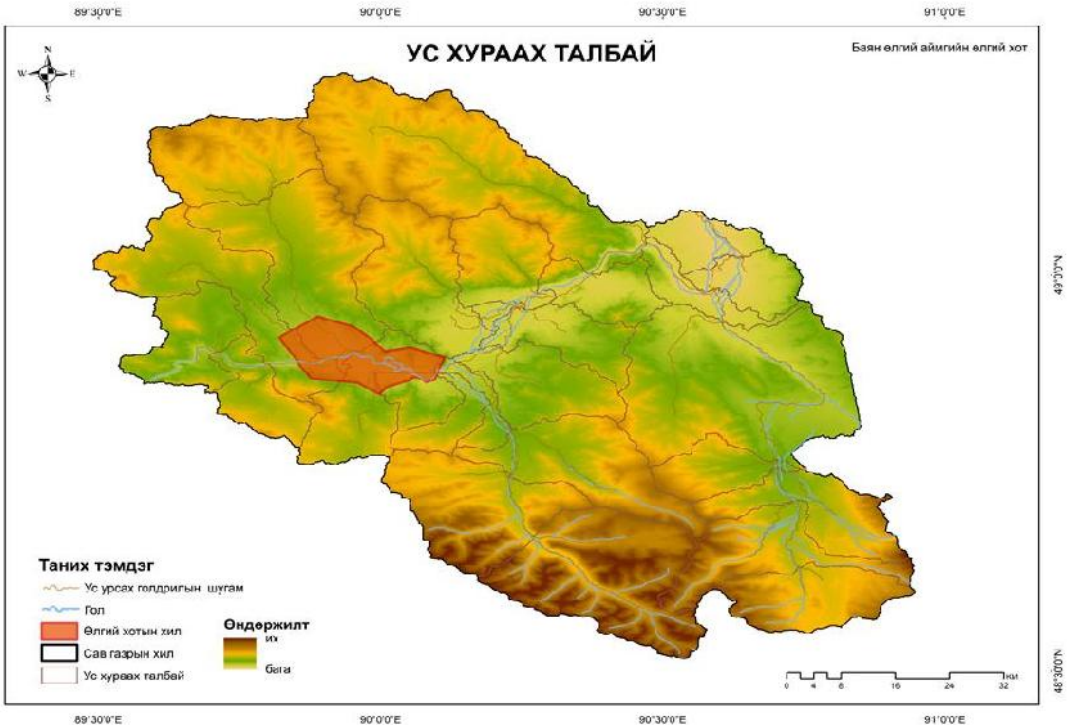 89°30'0"E 90°0'0"E 90°30'0"E 91°0'0"E
УС ХУРААХ ТАЛБАЙ
Баян өлгий аймгийн өлгий хот
N
W E
S
49°0'0"N
Таних тэмдэг
Ус урсах голдрилын шугам
Гол
Өлгий хотын хил
Сав газрын хил
Ус хураах талбай
Өндөржилт
их
бага
0 4 8 16 24 32 км
48°30'0"N
89°30'0"E 90°0'0"E 90°30'0"E 91°0'0"E